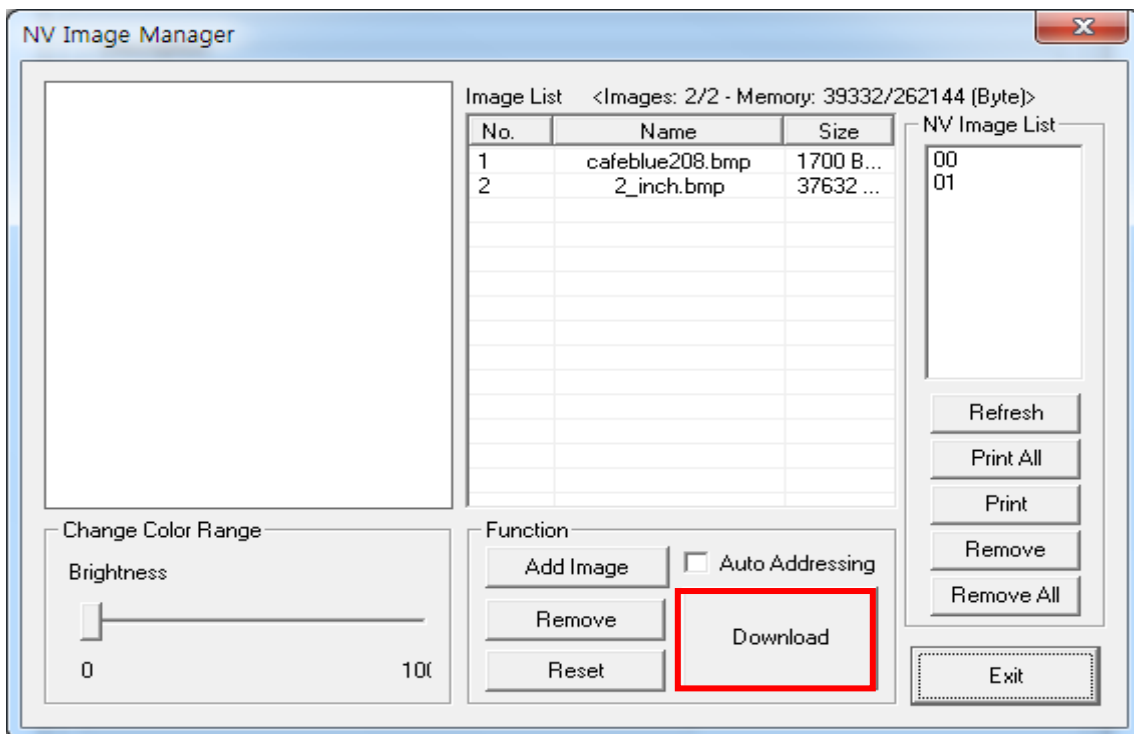 NV Image Manager
Image List <Images: 2/2 - Memory: 39332/262144 (Byte)>
No. Name Size
1 cafeblue208.bmp 1700 B...
2 2_inch.bmp 37632 ...
NV Image List
00
01
Refresh
Print All
Print
Remove
Remove All
Change Color Range
Brightness
0 100
Function
Add Image
Auto Addressing
Remove
Download
Reset
Exit